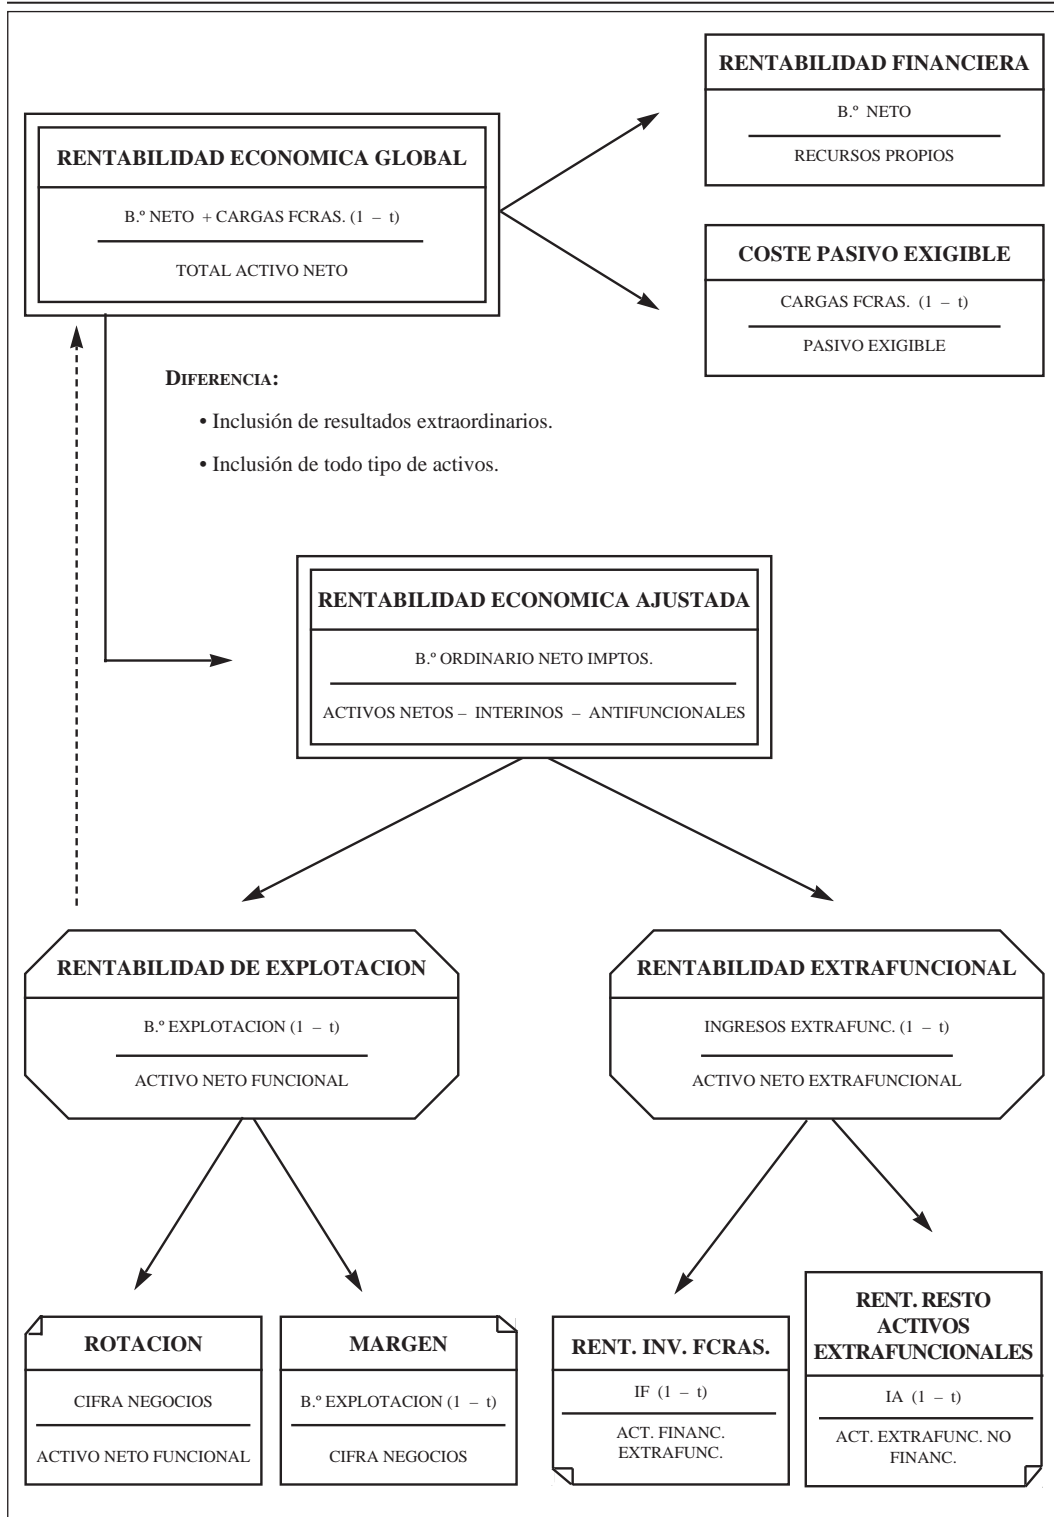 RENTABILIDAD FINANCIERA
B.º NETO
RECURSOS PROPIOS
RENTABILIDAD ECONOMICA GLOBAL
B.º NETO + CARGAS FCRAS. (1 – t)
TOTAL ACTIVO NETO
COSTE PASIVO EXIGIBLE
CARGAS FCRAS. (1 – t)
PASIVO EXIGIBLE
DIFERENCIA:
• Inclusión de resultados extraordinarios.
• Inclusión de todo tipo de activos.
RENTABILIDAD ECONOMICA AJUSTADA
B.º ORDINARIO NETO IMPTOS.
ACTIVOS NETOS – INTERINOS – ANTIFUNCIONALES
RENTABILIDAD DE EXPLOTACION
B.º EXPLOTACION (1 – t)
ACTIVO NETO FUNCIONAL
RENTABILIDAD EXTRAFUNCIONAL
INGRESOS EXTRAFUNC. (1 – t)
ACTIVO NETO EXTRAFUNCIONAL
ROTACION
CIFRA NEGOCIOS
ACTIVO NETO FUNCIONAL
MARGEN
B.º EXPLOTACION (1 – t)
CIFRA NEGOCIOS
RENT. INV. FCRAS.
IF (1 – t)
ACT. FINANC.
EXTRAFUNC.
RENT. RESTO
ACTIVOS
EXTRAFUNCIONALES
IA (1 – t)
ACT. EXTRAFUNC. NO
FINANC.